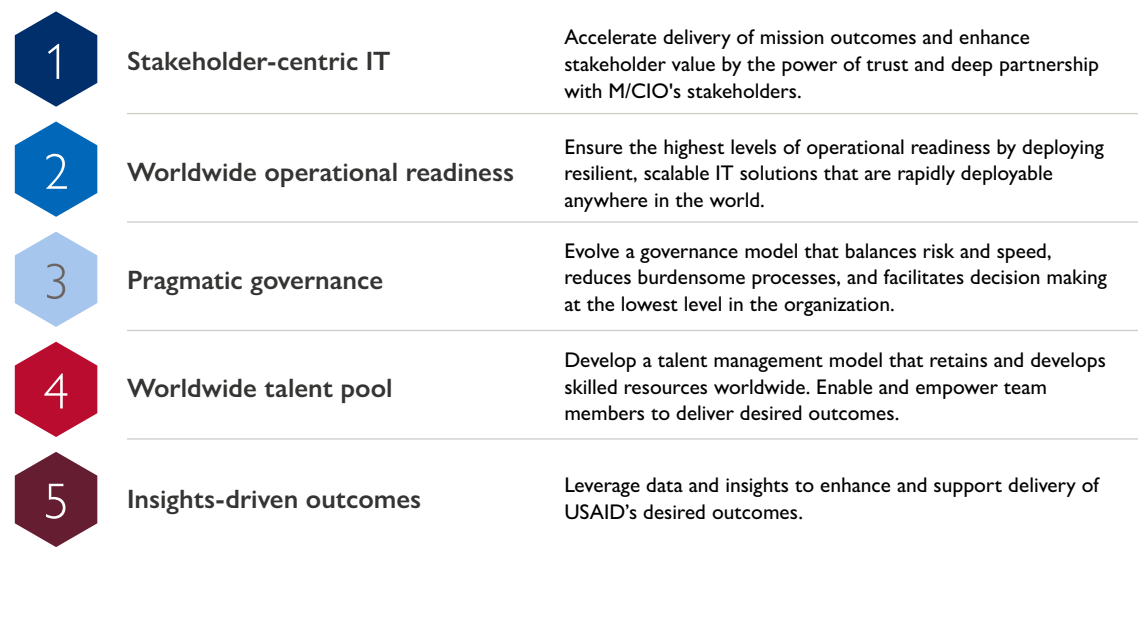 1
Stakeholder-centric IT
Accelerate delivery of mission outcomes and enhance
stakeholder value by the power of trust and deep partnership
with M/CIO's stakeholders.
2
Worldwide operational readiness
Ensure the highest levels of operational readiness by deploying
resilient, scalable IT solutions that are rapidly deployable
anywhere in the world.
3
Pragmatic governance
Evolve a governance model that balances risk and speed,
reduces burdensome processes, and facilitates decision making
at the lowest level in the organization.
4
Worldwide talent pool
Develop a talent management model that retains and develops
skilled resources worldwide. Enable and empower team
members to deliver desired outcomes.
5
Insights-driven outcomes
Leverage data and insights to enhance and support delivery of
USAID’s desired outcomes.